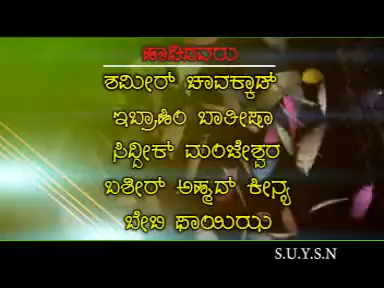 ಹಾಡಿದವರು
ಶಮೀರ್ ಚಾವಕ್ಕಾಡ್
ಇಬ್ರಾಹಿಂ ಬಾತೀಷಾ
ಸಿದ್ದೀಕ್ ಮಂಜೇಶ್ವರ
ಬಶೀರ್ ಅಹ್ಮದ್ ಕೀನ್ಯ
ಬೇಬಿ ಫಾಯಿಝ
S.U.Y.S.N